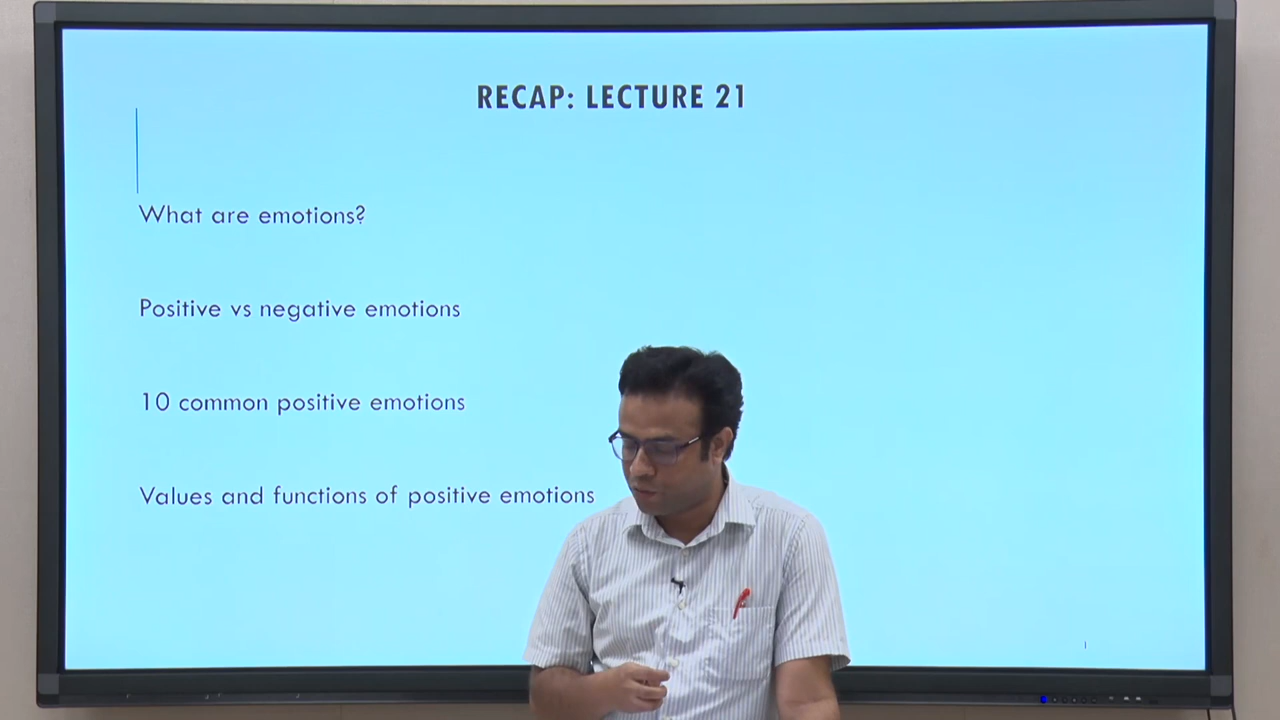 RECAP: LECTURE 21
What are emotions?
Positive vs negative emotions
10 common positive emotions
Values and functions of positive emotions
1